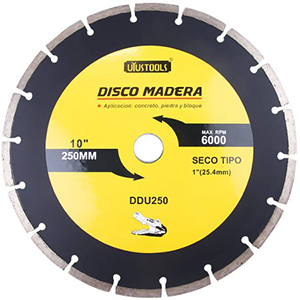 UYUSTOOLS
DISCO MADERA
Aplicacion: concreto, piedra y bloque
10"
250MM
MAX RPM
6000
SECO TIPO
1"(25.4mm)
DDU250